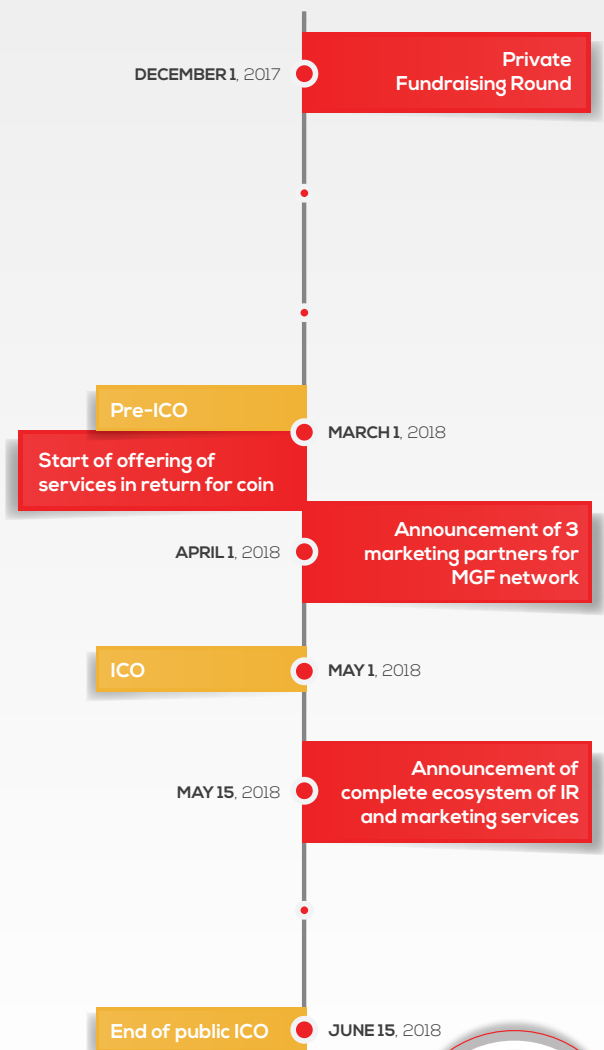 DECEMBER 1, 2017
Private
Fundraising Round
Pre-ICO
MARCH 1, 2018
Start of offering of
services in return for coin
APRIL 1, 2018
Announcement of 3
marketing partners for
MGF network
ICO
MAY 1, 2018
MAY 15, 2018
Announcement of
complete ecosystem of IR
and marketing services
End of public ICO
JUNE 15, 2018